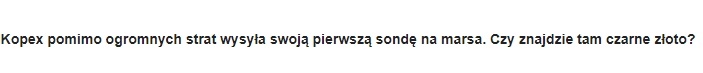 Kopex pomimo ogromnych strat wysyła swoją pierwszą sondę na marsa. Czy znajdzie tam czarne złoto?